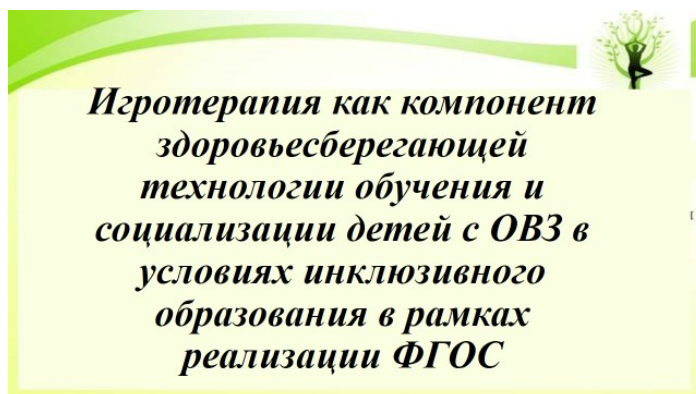 Игротерапия как компонент
здоровьесберегающей
технологии обучения и
социализации детей с ОВЗ в
условиях инклюзивного
образования в рамках
реализации ФГОС